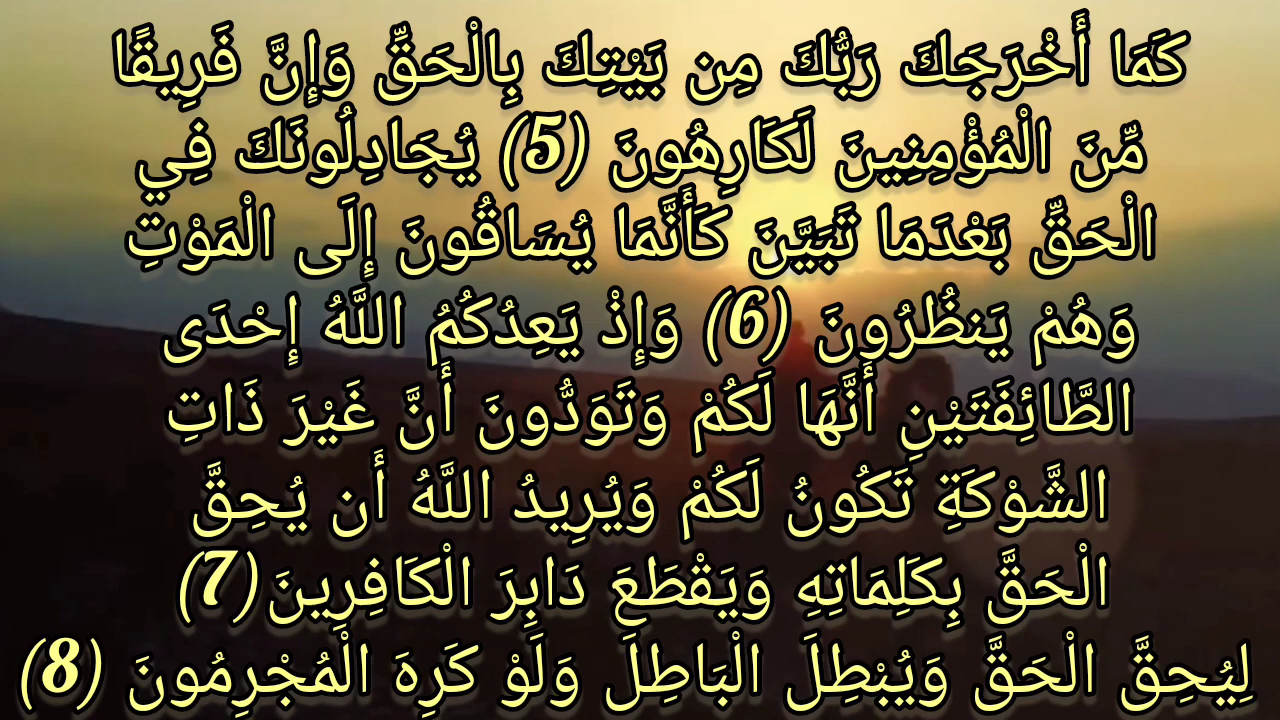 كَمَا أَخْرَجَكَ رَبُّكَ مِن بَيْتِكَ بِالْحَقِّ وَإِنَّ فَرِيقًا
مِّنَ الْمُؤْمِنِينَ لَكَارِهُونَ (5) يُجَادِلُونَكَ فِي
الْحَقِّ بَعْدَمَا تَبَيَّنَ كَأَنَّمَا يُسَاقُونَ إِلَى الْمَوْتِ
وَهُمْ يَنظُرُونَ (6) وَإِذْ يَعِدُكُمُ اللَّهُ إِحْدَى
الطَّائِفَتَيْنِ أَنَّهَا لَكُمْ وَتَوَدُّونَ أَنَّ غَيْرَ ذَاتِ
الشَّوْكَةِ تَكُونُ لَكُمْ وَيُرِيدُ اللَّهُ أَن يُحِقَّ
الْحَقَّ بِكَلِمَاتِهِ وَيَقْطَعَ دَابِرَ الْكَافِرِينَ (7)
لِيُحِقَّ الْحَقَّ وَيُبْطِلَ الْبَاطِلَ وَلَوْ كَرِهَ الْمُجْرِمُونَ (8)